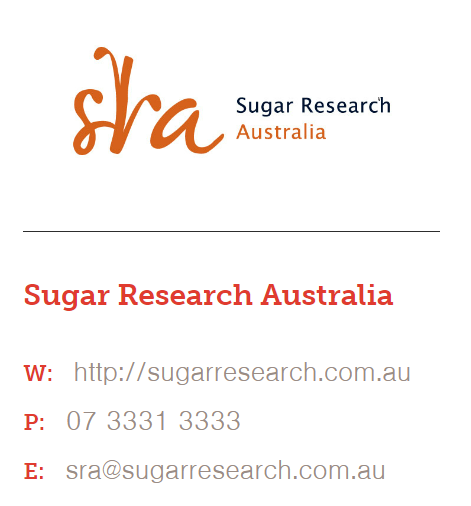 sra
Sugar Research
Australia
Sugar Research Australia
W: http://sugarresearch.com.au
P: 07 3331 3333
E: sra@sugarresearch.com.au